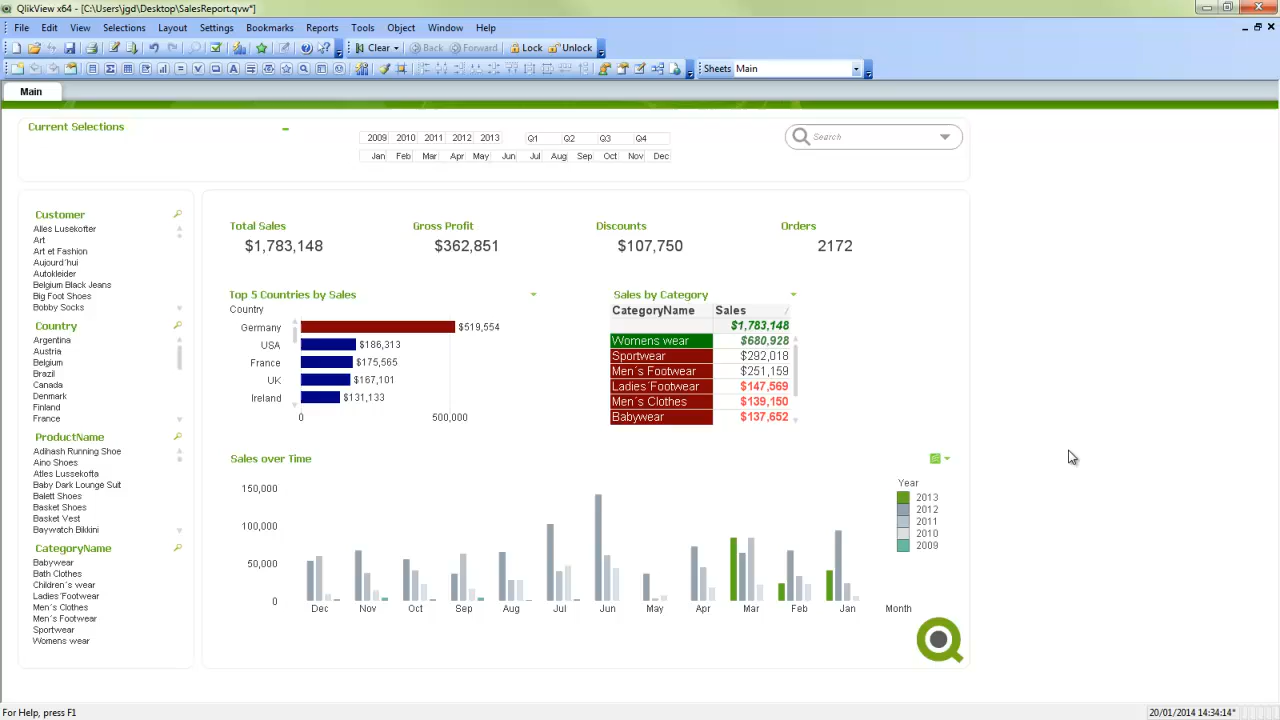 QlikView x64 - [C:\Users\jgd\Desktop\SalesReport.qvw*]
File Edit View Selections Layout Settings Bookmarks Reports Tools Object Window Help
Clear Back Forward Lock Unlock
Sheets Main
Main
Current Selections
2009 2010 2011 2012 2013 Q1 Q2 Q3 Q4
Jan Feb Mar Apr May Jun Jul Aug Sep Oct Nov Dec
Search
Customer
Alles Lusekofter
Art
Art et Fashion
Aujourd´hui
Autokleider
Belgium Black Jeans
Big Foot Shoes
Bobby Socks
Country
Argentina
Austria
Belgium
Brazil
Canada
Denmark
Finland
France
ProductName
Adihash Running Shoe
Aino Shoes
Atles Lussekofta
Baby Dark Lounge Suit
Balett Shoes
Basket Shoes
Basket Vest
Baywatch Bikkini
CategoryName
Babywear
Bath Clothes
Children´s wear
Ladies´Footwear
Men´s Clothes
Men´s Footwear
Sportwear
Womens wear
Total Sales Gross Profit Discounts Orders
$1,783,148 $362,851 $107,750 2172
Top 5 Countries by Sales
Country
Germany $519,554
USA $186,313
France $175,565
UK $167,101
Ireland $131,133
0 500,000
Sales by Category
CategoryName Sales /
$1,783,148
Womens wear $680,928
Sportwear $292,018
Men´s Footwear $251,159
Ladies´Footwear $147,569
Men´s Clothes $139,150
Babywear $137,652
Sales over Time
150,000
100,000
50,000
0
Dec Nov Oct Sep Aug Jul Jun May Apr Mar Feb Jan Month
Year
2013
2012
2011
2010
2009
For Help, press F1
20/01/2014 14:34:14*